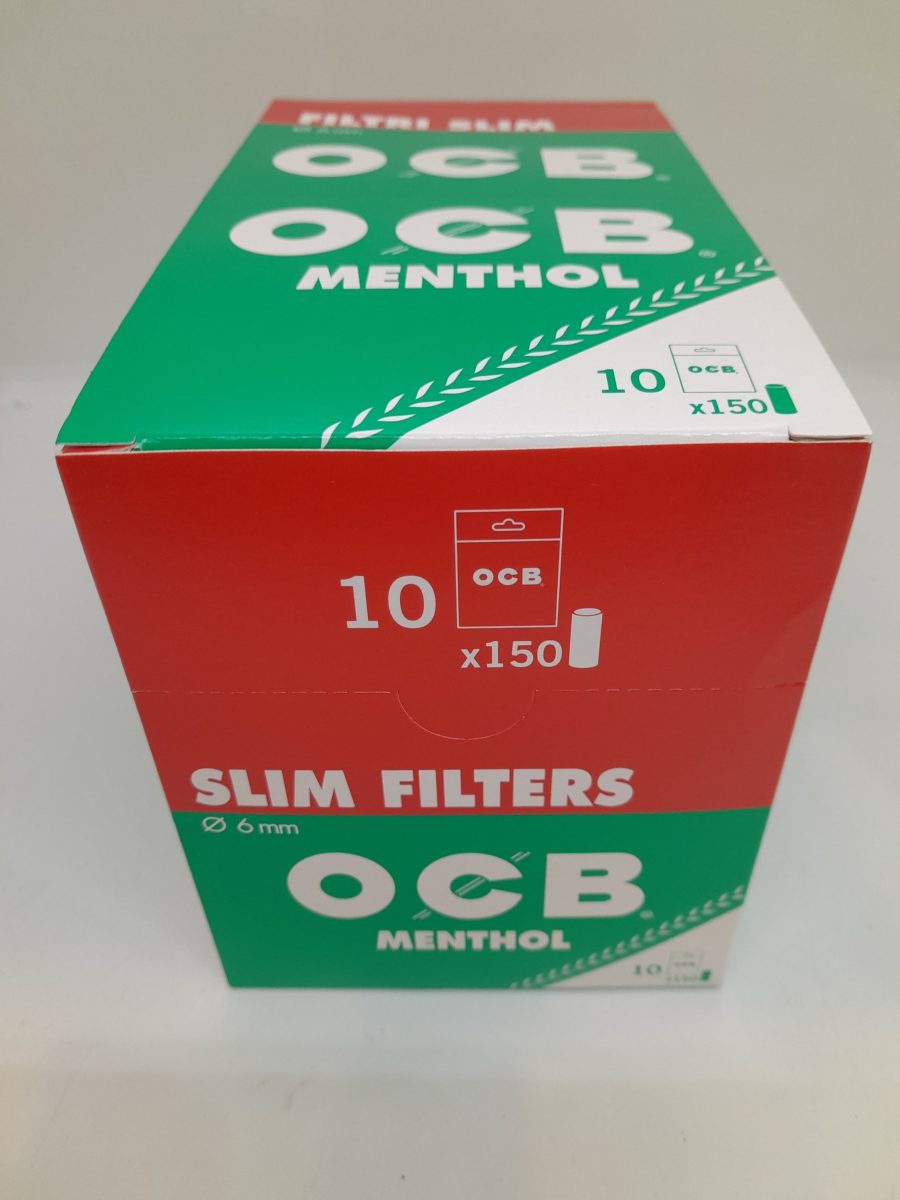 FILTRI SLIM
OCB
OCB®
MENTHOL
10
OCB
x150
10
OCB
x150
SLIM FILTERS
Ø 6 mm
OCB®
MENTHOL
10